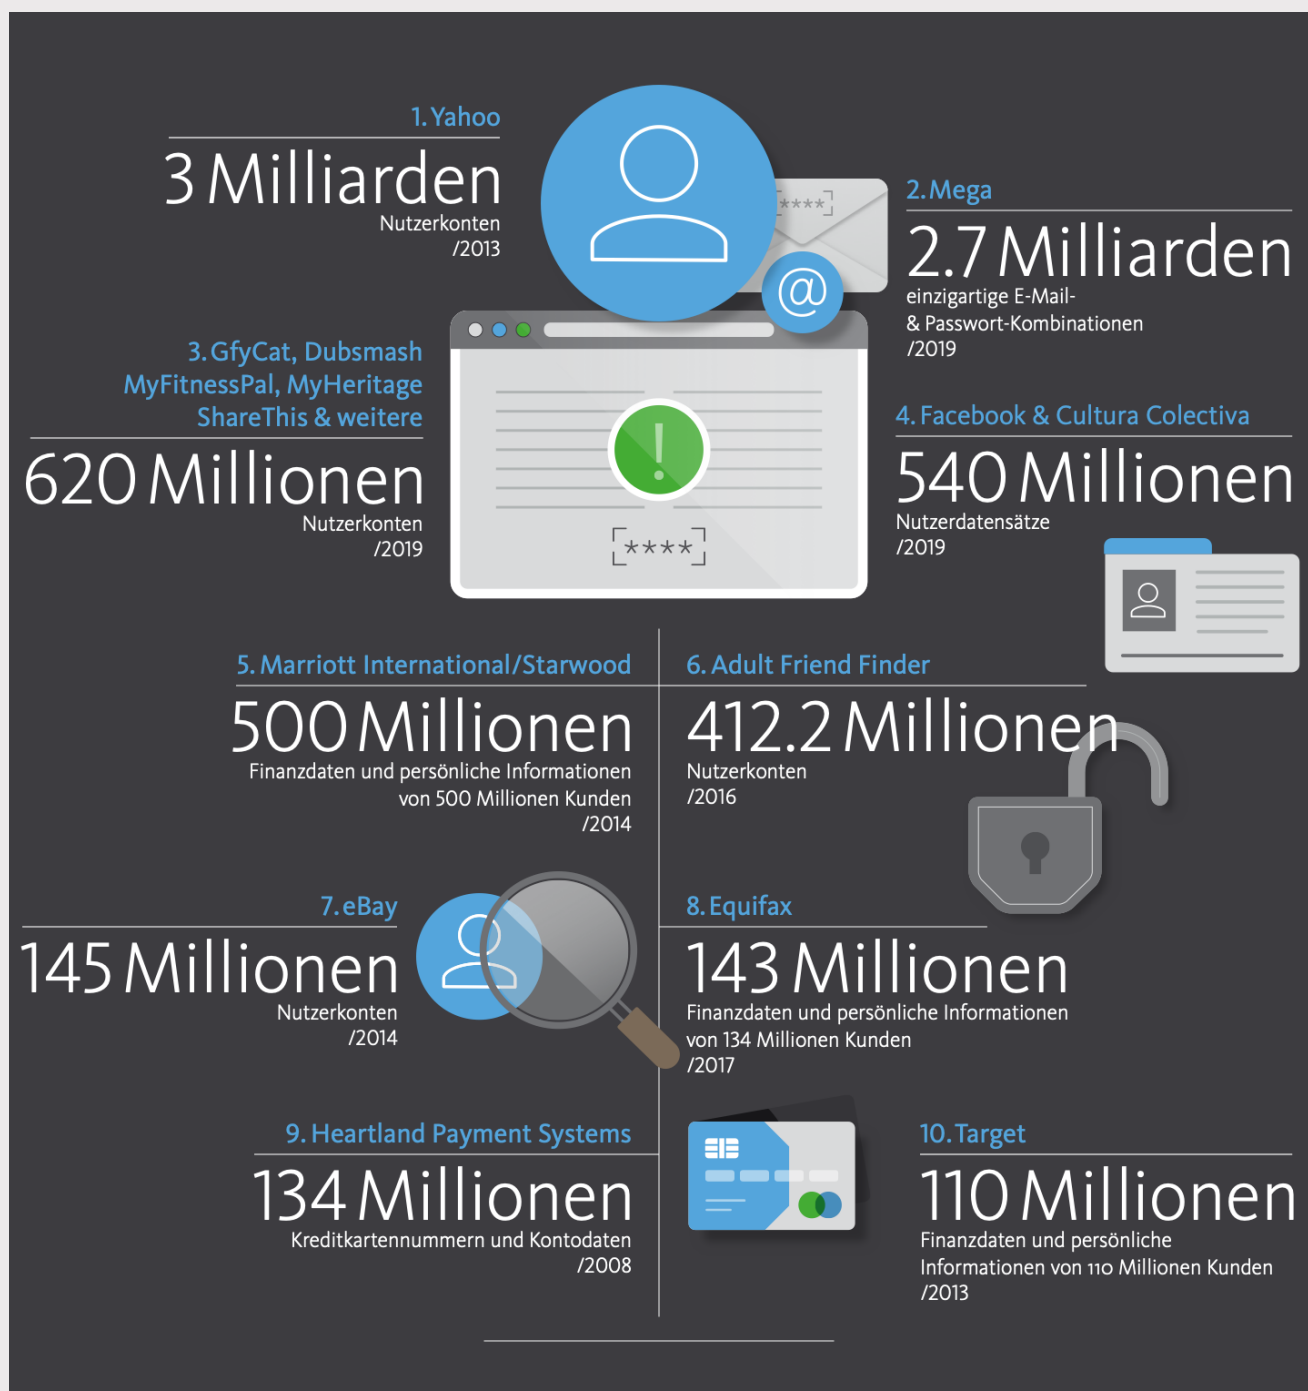 1. Yahoo
3 Milliarden
Nutzerkonten
/2013
[****]
@
2. Mega
2.7 Milliarden
einzigartige E-Mail-
& Passwort-Kombinationen
/2019
3. GfyCat, Dubsmash
MyFitnessPal, MyHeritage
ShareThis & weitere
620 Millionen
Nutzerkonten
/2019
!
[****]
4. Facebook & Cultura Colectiva
540 Millionen
Nutzerdatensätze
/2019
5. Marriott International/Starwood
500 Millionen
Finanzdaten und persönliche Informationen
von 500 Millionen Kunden
/2014
6. Adult Friend Finder
412.2 Millionen
Nutzerkonten
/2016
7. eBay
145 Millionen
Nutzerkonten
/2014
8. Equifax
143 Millionen
Finanzdaten und persönliche Informationen
von 134 Millionen Kunden
/2017
9. Heartland Payment Systems
134 Millionen
Kreditkartennummern und Kontodaten
/2008
10. Target
110 Millionen
Finanzdaten und persönliche
Informationen von 110 Millionen Kunden
/2013